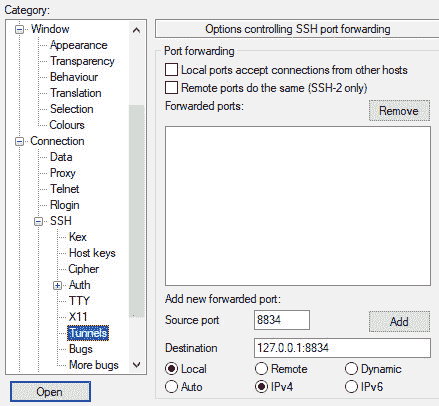 Category:
Window
Appearance
Transparency
Behaviour
Translation
Selection
Colours
Connection
Data
Proxy
Telnet
Rlogin
SSH
Kex
Host keys
Cipher
Auth
TTY
X11
Tunnels
Bugs
More bugs
Open
Options controlling SSH port forwarding
Port forwarding
Local ports accept connections from other hosts
Remote ports do the same (SSH-2 only)
Forwarded ports:
Remove
Add new forwarded port:
Source port 8834 Add
Destination 127.0.0.1:8834
Local Remote Dynamic
Auto IPv4 IPv6